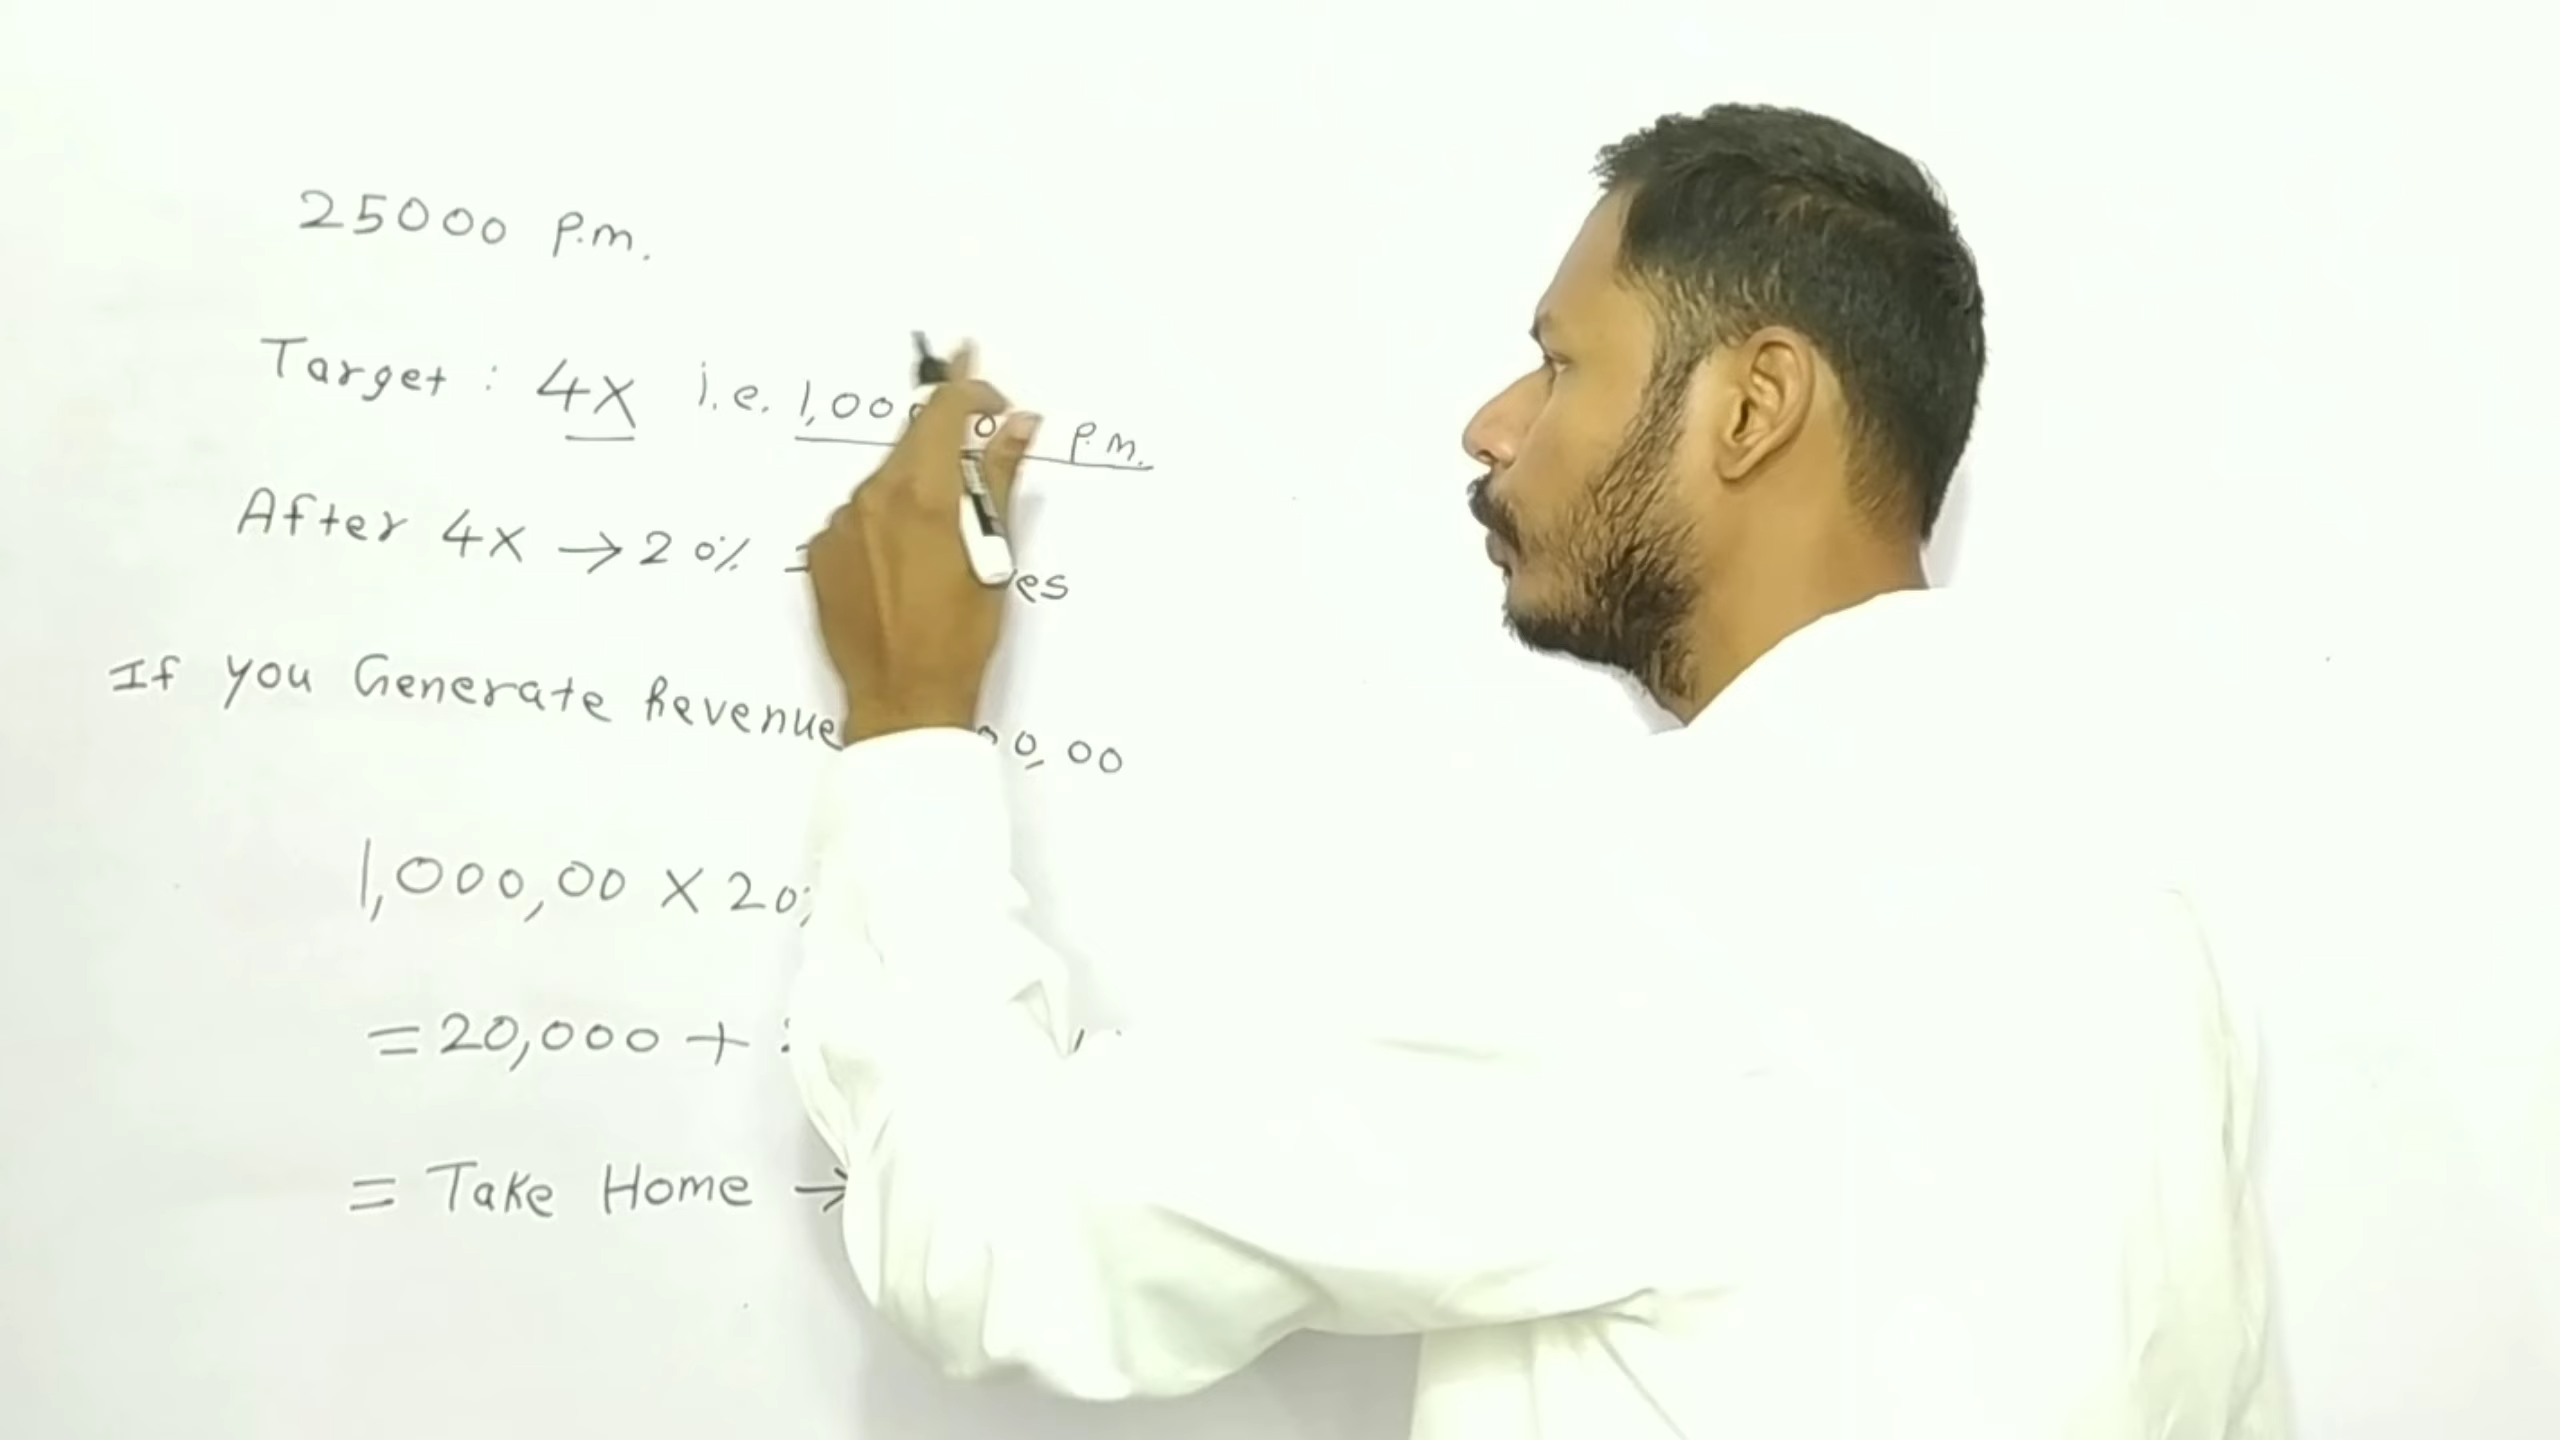 25000 P.m.
Target : 4X i.e. 1,00 P.m.
After 4X → 20%
If you Generate Revenue 0,00
1,000,00 X 20%
= 20,000 +
= Take Home →